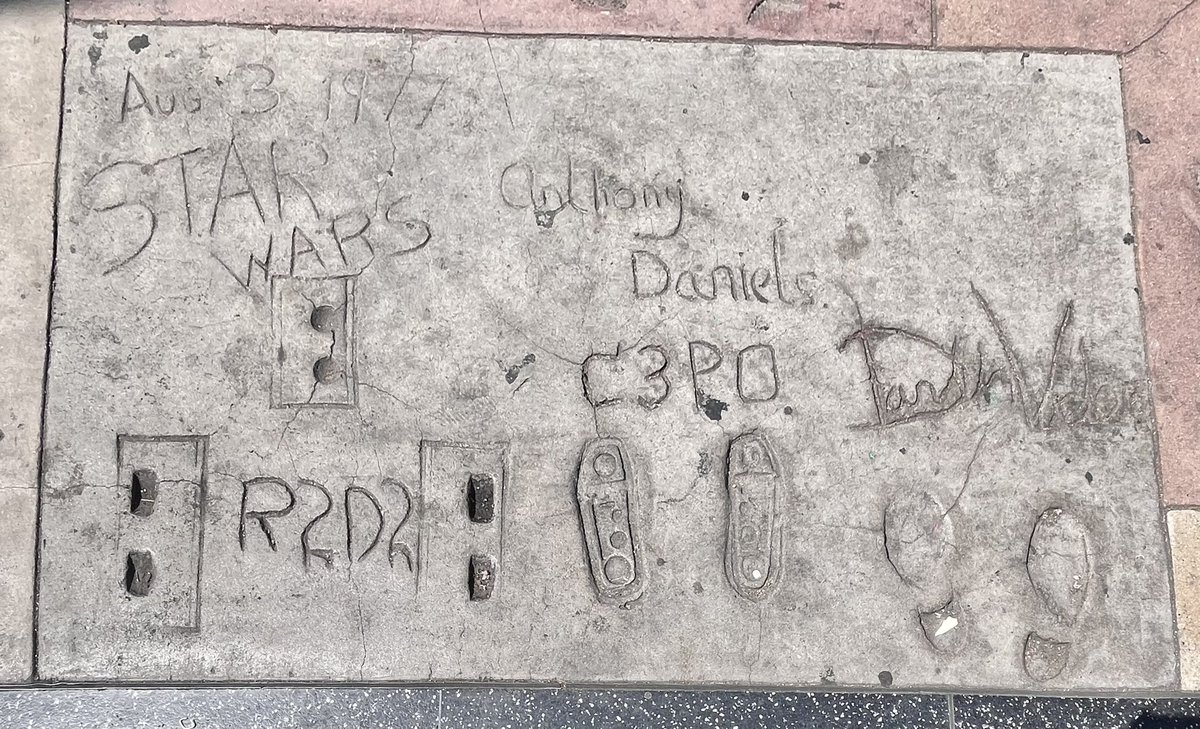 Aug 3 1977
STAR
WARS
Anthony
Daniels
C3PO
Darth Vader
R2D2